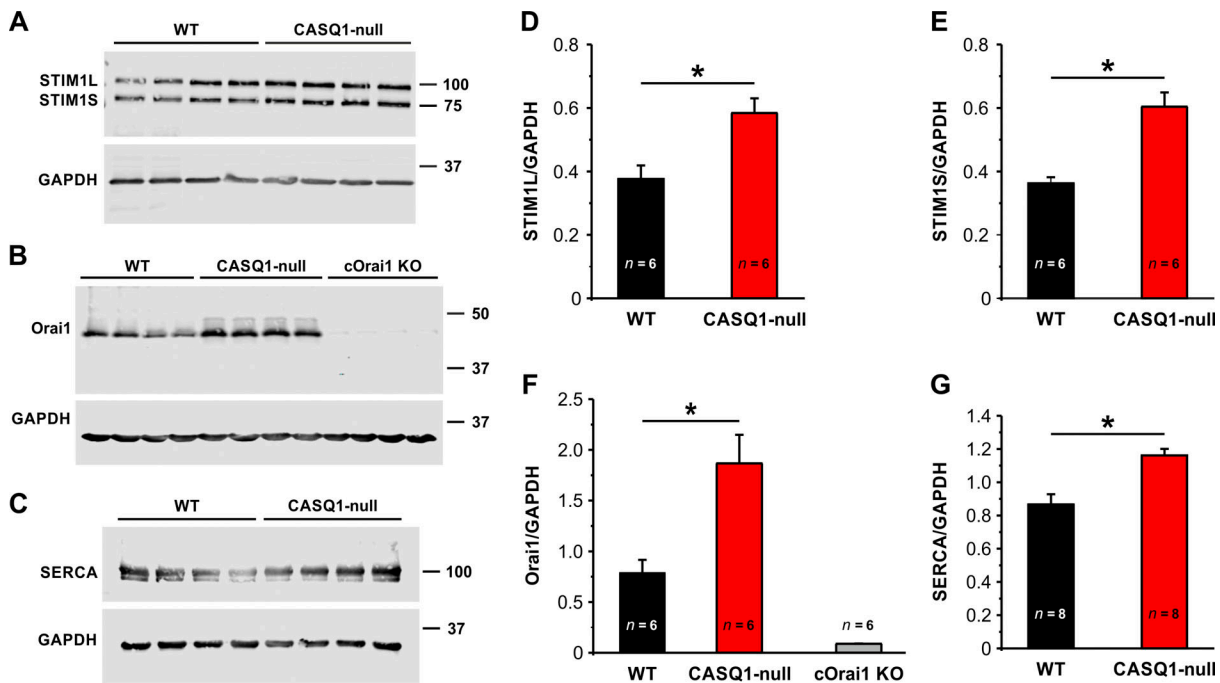 A
WT CASQ1-null
STIM1L
STIM1S
100
75
GAPDH
37
B
WT CASQ1-null cOrai1 KO
Orai1
50
37
GAPDH
37
C
WT CASQ1-null
SERCA
100
GAPDH
37
D
STIM1L/GAPDH
0.8
0.6
0.4
0.2
0
*
n = 6 n = 6
WT CASQ1-null
E
STIM1S/GAPDH
0.8
0.6
0.4
0.2
0
*
n = 6 n = 6
WT CASQ1-null
F
Orai1/GAPDH
2.5
2.0
1.5
1.0
0.5
0
*
n = 6 n = 6 n = 6
WT CASQ1-null cOrai1 KO
G
SERCA/GAPDH
1.4
1.2
1.0
0.8
0.6
0.4
0.2
0
*
n = 8 n = 8
WT CASQ1-null